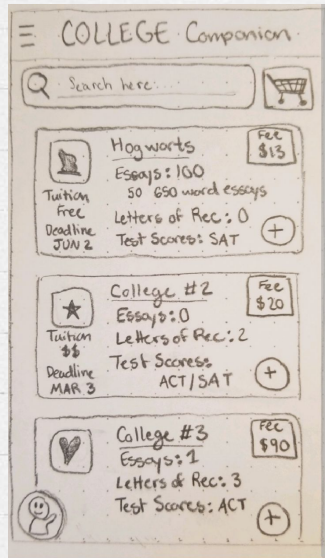 COLLEGE Companion
Search here...
Hogwarts
Fee
$13
Essays: 100
50 650 word essays
Tuition
Free
Letters of Rec: 0
Deadline
JUN 2
Test Scores: SAT
+
College #2
Fee
$20
Essays: 0
Letters of Rec: 2
Tuition
$$
Test Scores:
ACT/SAT
Deadline
MAR 3
+
College #3
Fee
$90
Essays: 1
Letters of Rec: 3
Test Scores: ACT
+